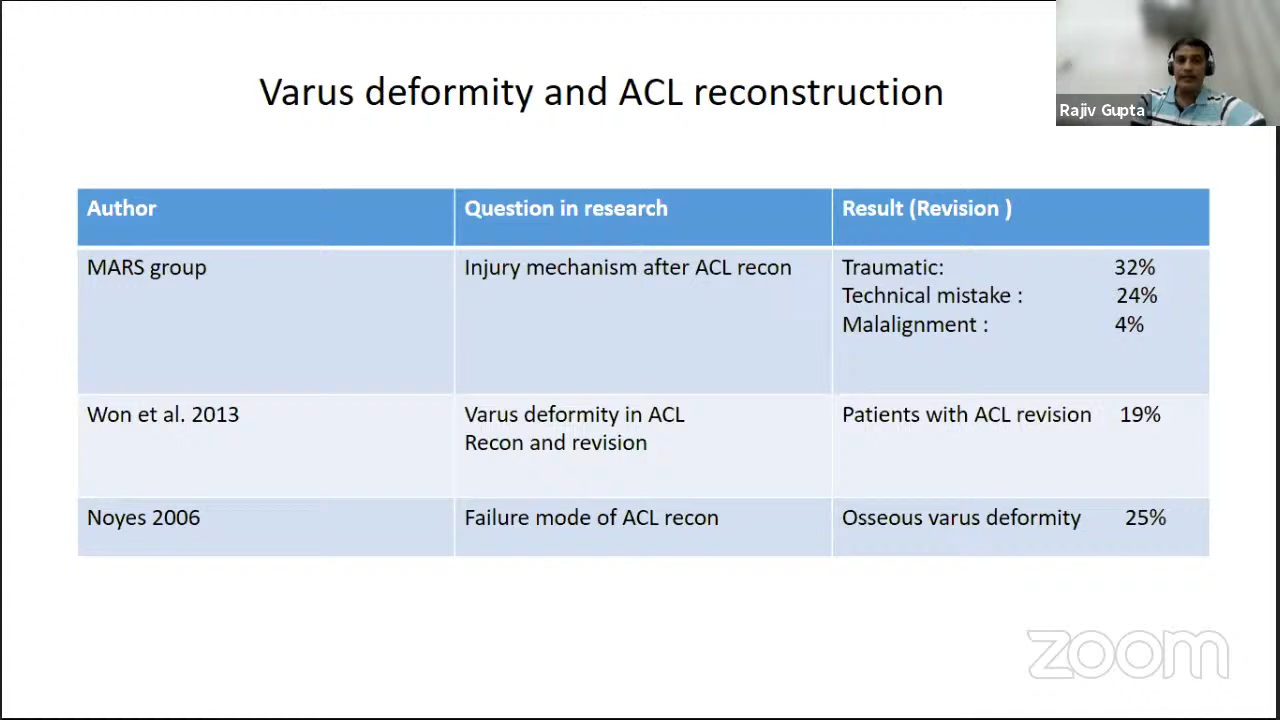 Varus deformity and ACL reconstruction
Rajiv Gupta
Author Question in research Result (Revision )
MARS group Injury mechanism after ACL recon Traumatic: 32%
Technical mistake : 24%
Malalignment : 4%
Won et al. 2013 Varus deformity in ACL Patients with ACL revision 19%
Recon and revision
Noyes 2006 Failure mode of ACL recon Osseous varus deformity 25%
zoom